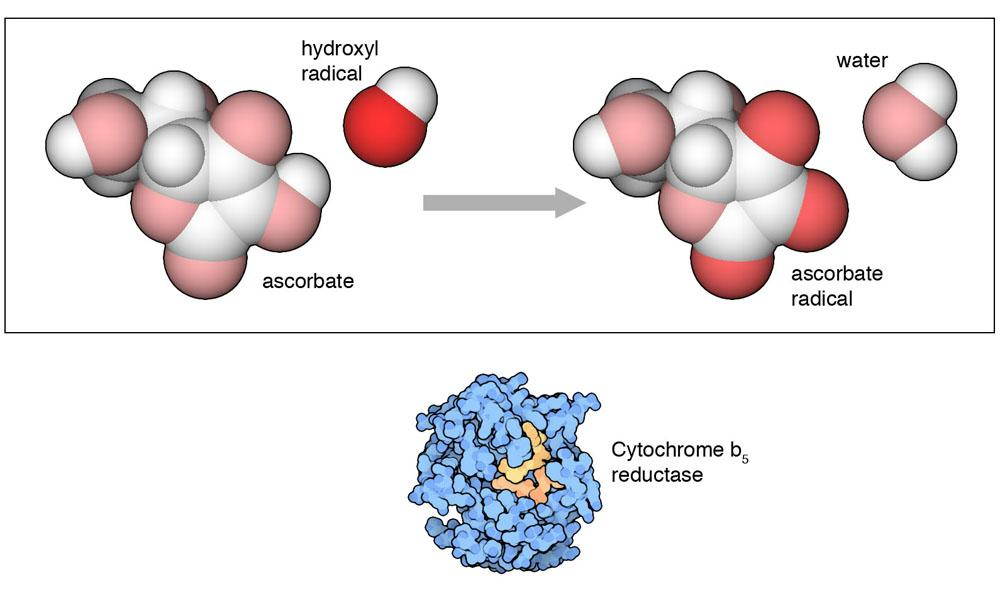 hydroxyl
radical
water
ascorbate
ascorbate
radical
Cytochrome b₅
reductase